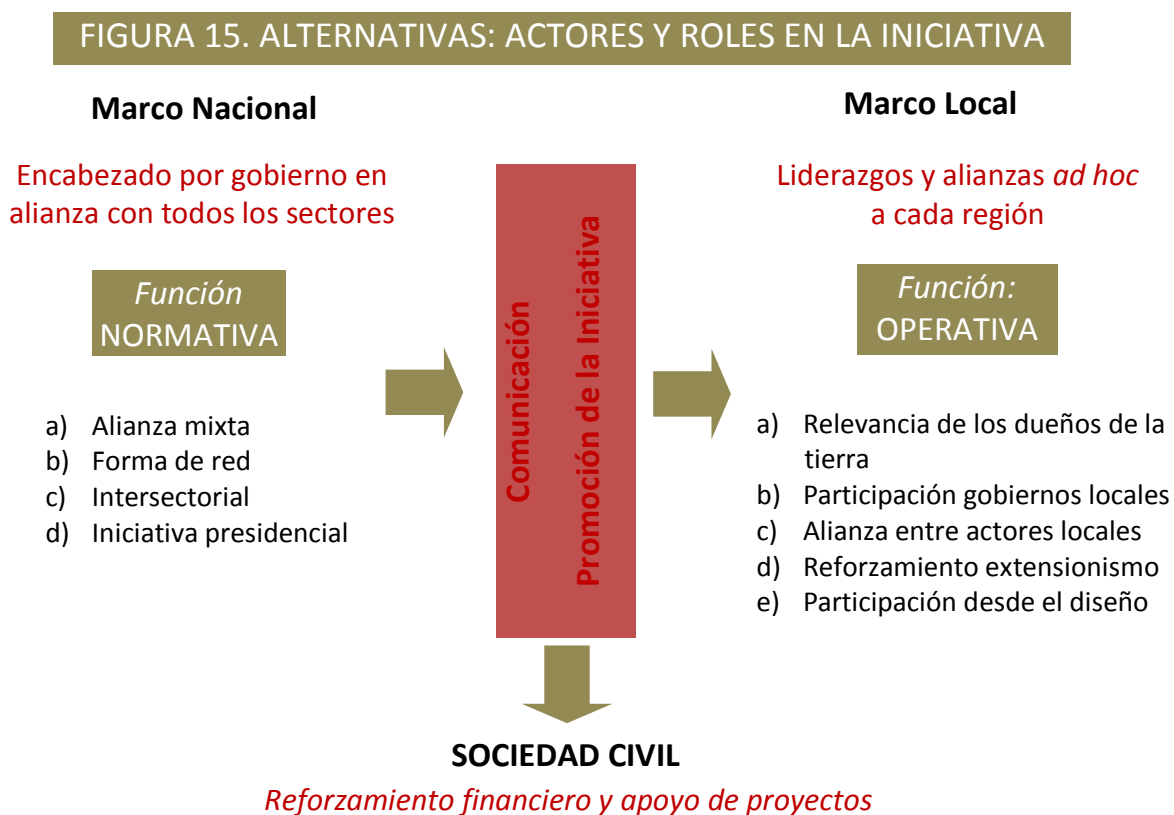 FIGURA 15. ALTERNATIVAS: ACTORES Y ROLES EN LA INICIATIVA
Marco Nacional
Encabezado por gobierno en
alianza con todos los sectores
Función
NORMATIVA
a) Alianza mixta
b) Forma de red
c) Intersectorial
d) Iniciativa presidencial
Comunicación
Promoción de la Iniciativa
Marco Local
Liderazgos y alianzas ad hoc
a cada región
Función:
OPERATIVA
a) Relevancia de los dueños de la
tierra
b) Participación gobiernos locales
c) Alianza entre actores locales
d) Reforzamiento extensionismo
e) Participación desde el diseño
SOCIEDAD CIVIL
Reforzamiento financiero y apoyo de proyectos